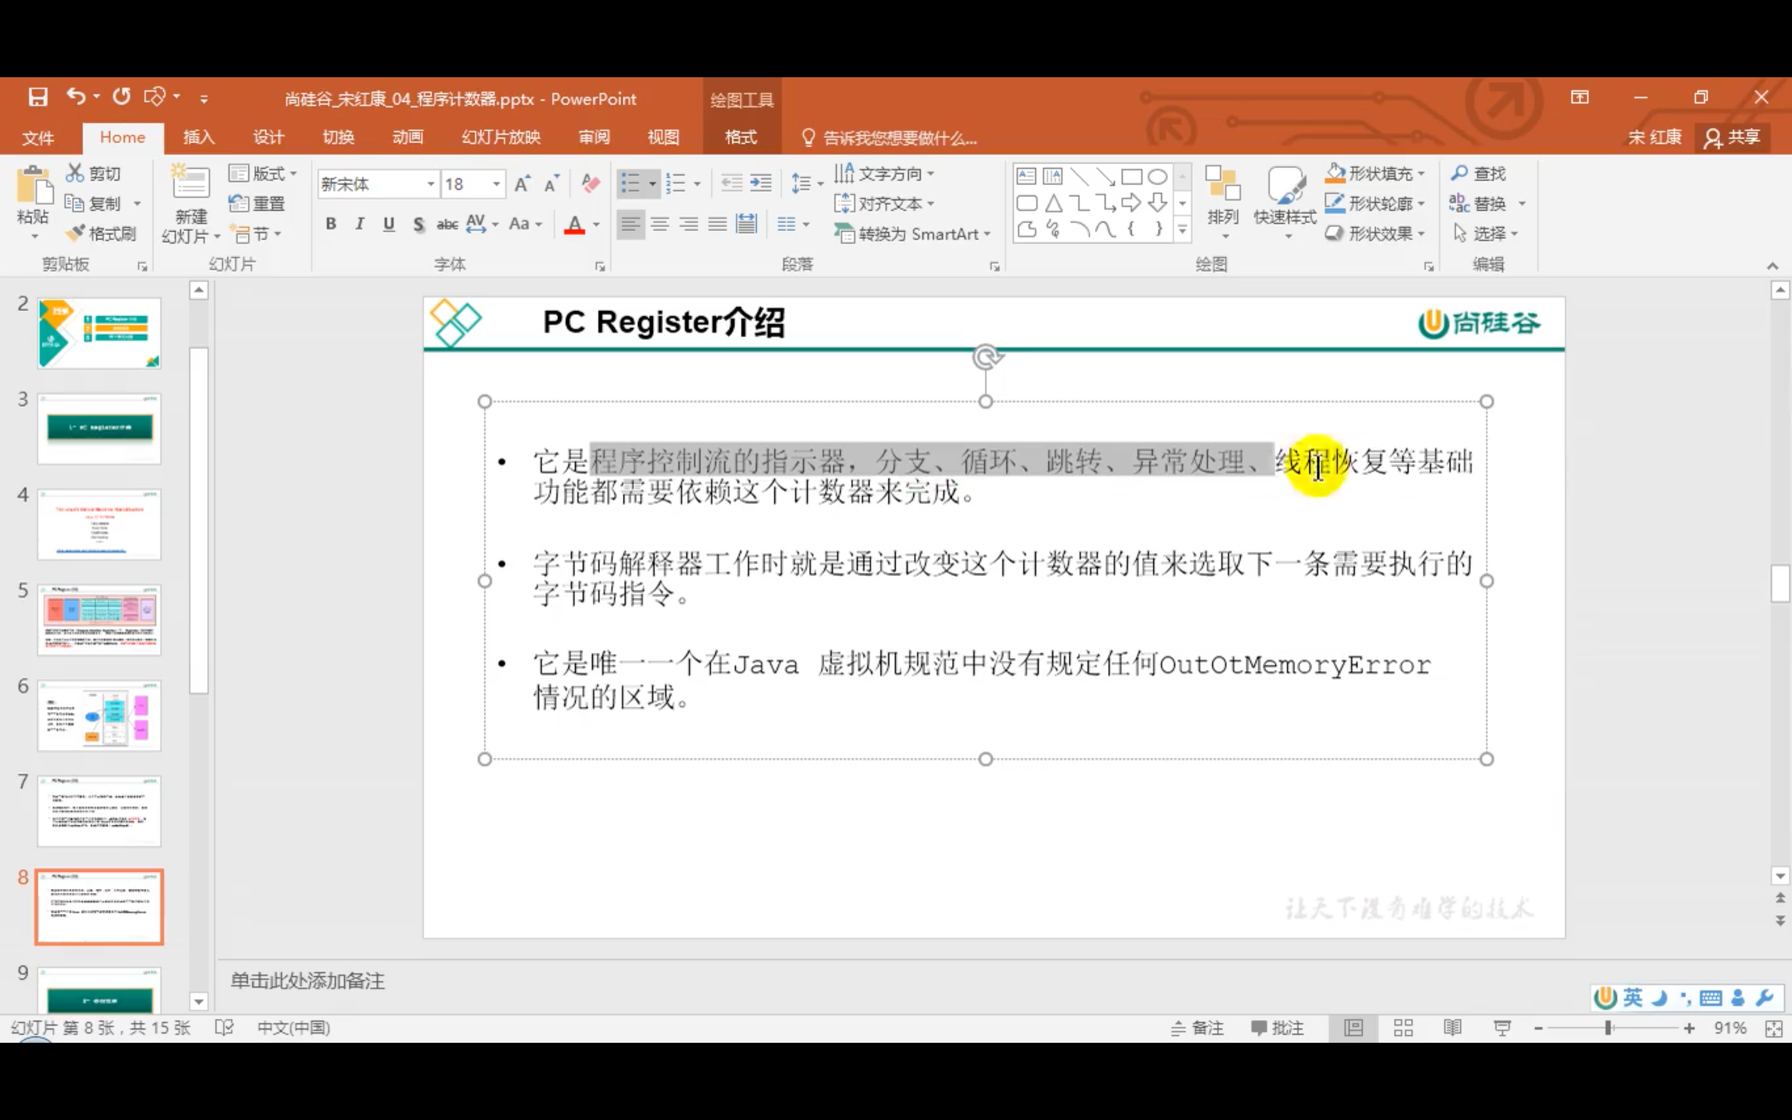 尚硅谷_宋红康_04_程序计数器.pptx - PowerPoint
绘图工具
文件 Home 插入 设计 切换 动画 幻灯片放映 审阅 视图 格式 告诉我您想要做什么... 宋 红康 共享
剪切
复制
格式刷
粘贴
剪贴板
新建
幻灯片
版式
重置
节
幻灯片
新宋体 18
B I U S abc AV Aa A
字体
文字方向
对齐文本
转换为 SmartArt
段落
排列
快速样式
形状填充
形状轮廓
形状效果
绘图
查找
替换
选择
编辑
2
3
4
5
6
7
8
9
PC Register介绍
尚硅谷
• 它是程序控制流的指示器，分支、循环、跳转、异常处理、线程恢复等基础
功能都需要依赖这个计数器来完成。
• 字节码解释器工作时就是通过改变这个计数器的值来选取下一条需要执行的
字节码指令。
• 它是唯一一个在Java 虚拟机规范中没有规定任何OutOtMemoryError
情况的区域。
让天下没有难学的技术
单击此处添加备注
英
幻灯片 第 8 张，共 15 张 中文(中国) 备注 批注 91%